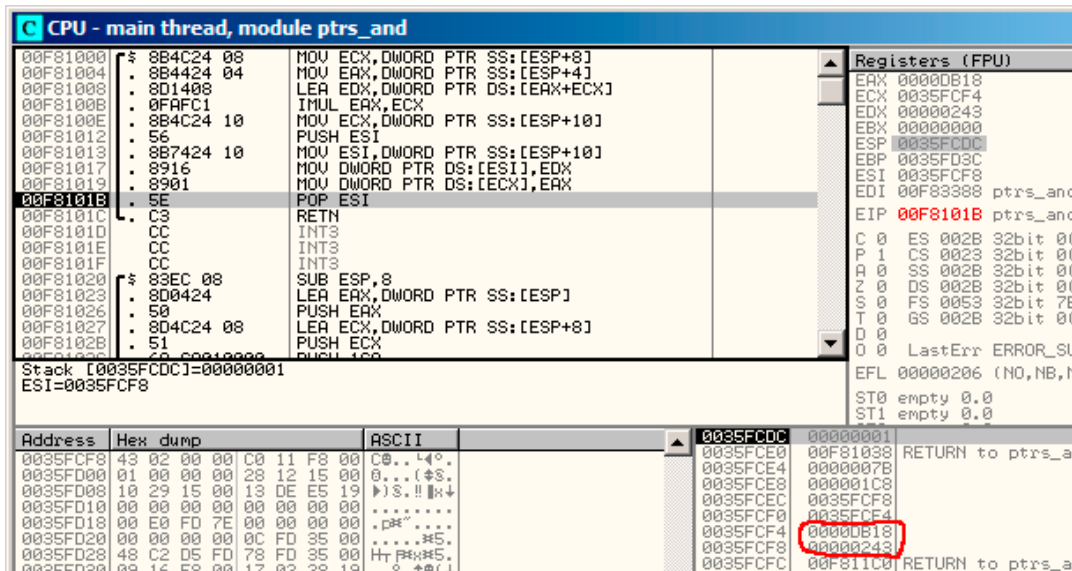 C CPU - main thread, module ptrs_and
00F81000 $ 8B4C24 08 MOV ECX,DWORD PTR SS:[ESP+8]
00F81004 . 8B4424 04 MOV EAX,DWORD PTR SS:[ESP+4]
00F81008 . 8D1408 LEA EDX,DWORD PTR DS:[EAX+ECX]
00F8100B . 0FAFC1 IMUL EAX,ECX
00F8100E . 8B4C24 10 MOV ECX,DWORD PTR SS:[ESP+10]
00F81012 . 56 PUSH ESI
00F81013 . 8B7424 10 MOV ESI,DWORD PTR SS:[ESP+10]
00F81017 . 8916 MOV DWORD PTR DS:[ESI],EDX
00F81019 . 8901 MOV DWORD PTR DS:[ECX],EAX
00F8101B . 5E POP ESI
00F8101C . C3 RETN
00F8101D CC INT3
00F8101E CC INT3
00F8101F CC INT3
00F81020 $ 83EC 08 SUB ESP,8
00F81023 . 8D0424 LEA EAX,DWORD PTR SS:[ESP]
00F81026 . 50 PUSH EAX
00F81027 . 8D4C24 08 LEA ECX,DWORD PTR SS:[ESP+8]
00F8102B . 51 PUSH ECX
Stack [0035FCDC]=00000001
ESI=0035FCF8
Registers (FPU)
EAX 0000DB18
ECX 0035FCF4
EDX 00000243
EBX 00000000
ESP 0035FCDC
EBP 0035FD3C
ESI 0035FCF8
EDI 00F83388 ptrs_and
EIP 00F8101B ptrs_and
C 0 ES 002B 32bit
P 1 CS 0023 32bit
A 0 SS 002B 32bit
Z 0 DS 002B 32bit
S 0 FS 0053 32bit
T 0 GS 002B 32bit
D 0
O 0 LastErr ERROR_SU
EFL 00000206 (NO,NB,
ST0 empty 0.0
ST1 empty 0.0
Address Hex dump ASCII
0035FCF8 43 02 00 00 C0 11 F8 00
0035FD00 01 00 00 00 28 12 15 00
0035FD08 10 29 15 00 13 DE E5 19
0035FD10 00 00 00 00 00 00 00 00 ........
0035FD18 00 E0 FD 7E 00 00 00 00
0035FD20 00 00 00 00 0C FD 35 00
0035FD28 48 C2 D5 FD 78 FD 35 00
0035FCDC 00000001
0035FCE0 00F81038 RETURN to ptrs_a
0035FCE4 0000007B
0035FCE8 000001C8
0035FCEC 0035FCF8
0035FCF0 0035FCF4
0035FCF4 0000DB18
0035FCF8 00000243
0035FCFC 00F811C0 RETURN to ptrs_a